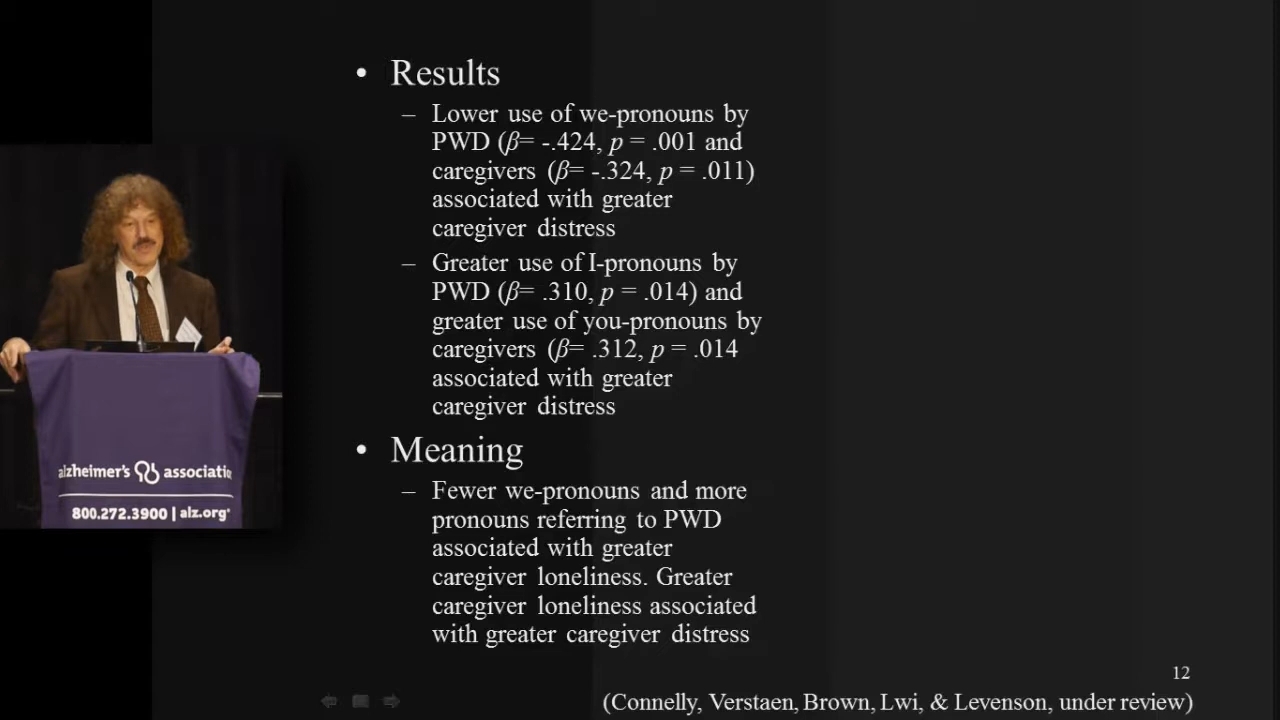 • Results
– Lower use of we-pronouns by
PWD (β= -.424, p = .001 and
caregivers (β= -.324, p = .011)
associated with greater
caregiver distress
– Greater use of I-pronouns by
PWD (β= .310, p = .014) and
greater use of you-pronouns by
caregivers (β= .312, p = .014
associated with greater
caregiver distress
• Meaning
– Fewer we-pronouns and more
pronouns referring to PWD
associated with greater
caregiver loneliness. Greater
caregiver loneliness associated
with greater caregiver distress
12
(Connelly, Verstaen, Brown, Lwi, & Levenson, under review)
alzheimer's associatio
800.272.3900 | alz.org®